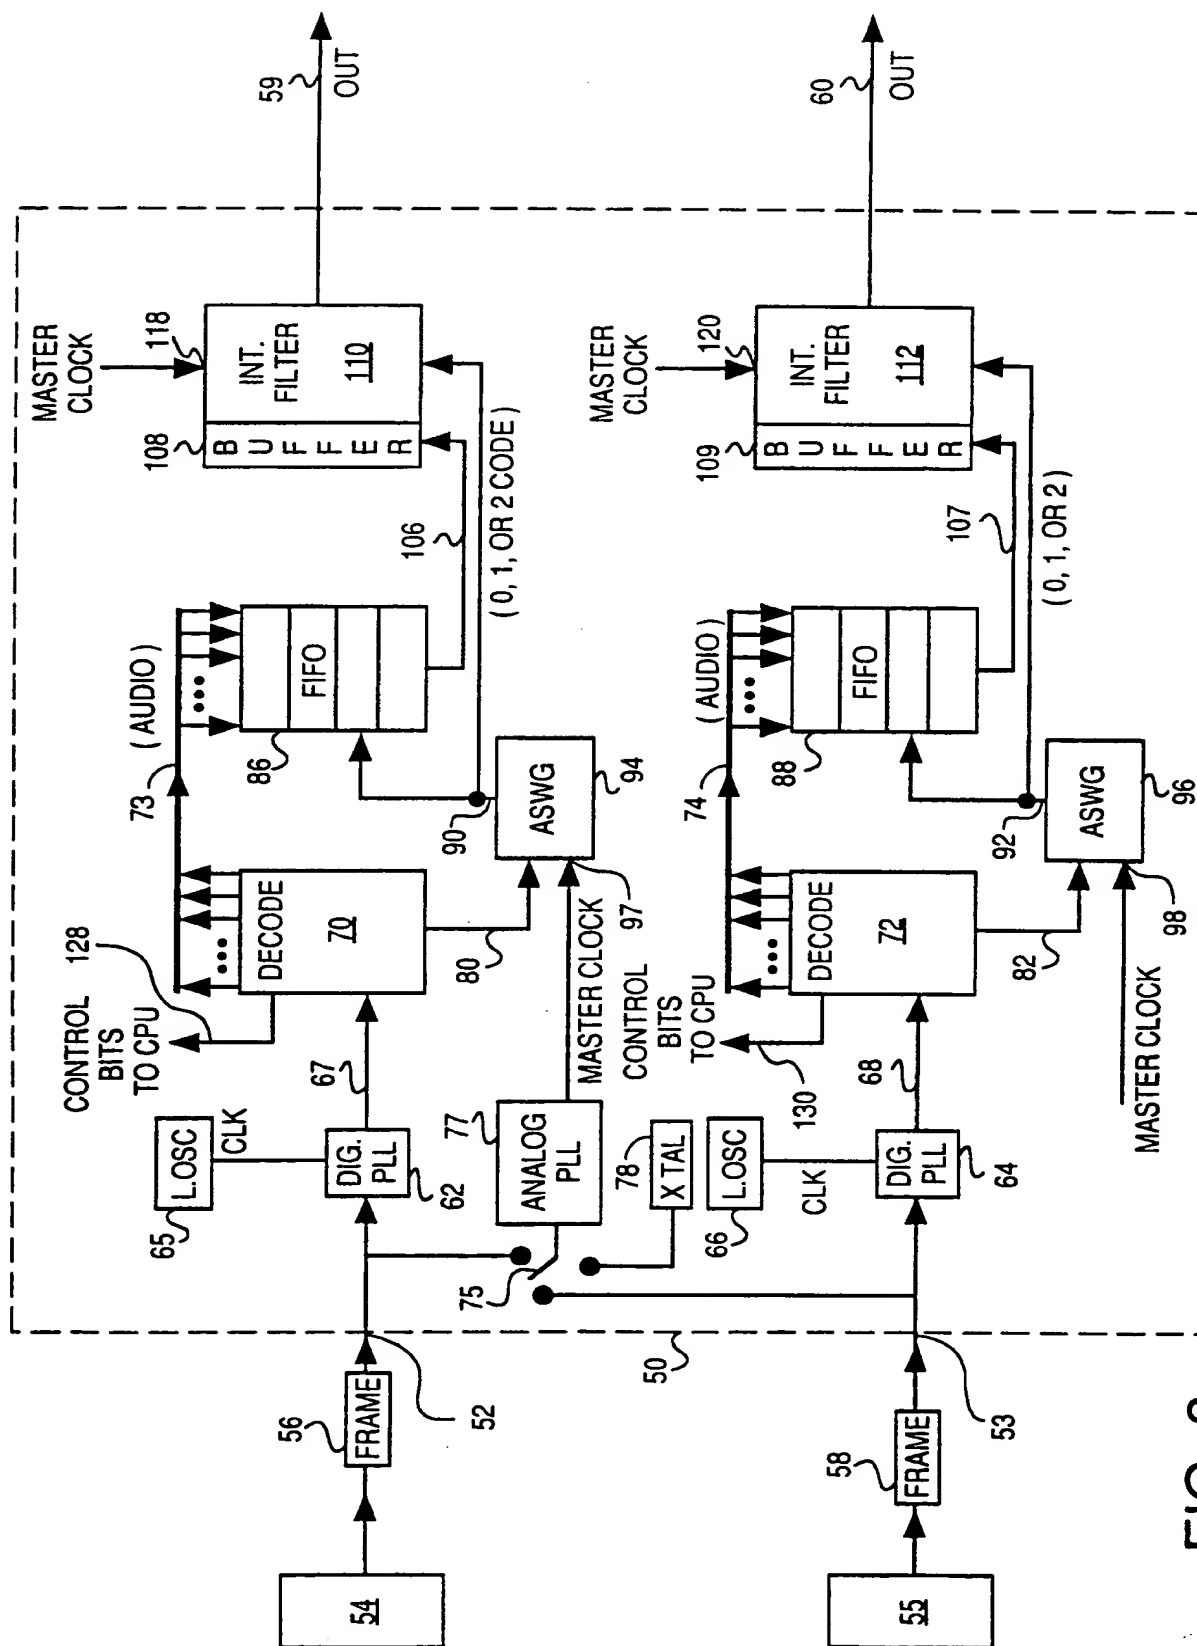 54
56
FRAME
52
65
L.OSC
CLK
DIG.
PLL
62
67
CONTROL
BITS
TO CPU
128
DECODE
70
73
( AUDIO )
80
86
FIFO
90
ASWG
94
97
106
( 0, 1, OR 2 CODE )
MASTER
CLOCK
118
108
BUFFER
INT.
FILTER
110
59
OUT
50
75
77
ANALOG
PLL
MASTER CLOCK
78
X TAL
55
58
FRAME
53
66
L.OSC
CLK
DIG.
PLL
64
68
CONTROL
BITS
TO CPU
130
DECODE
72
74
( AUDIO )
82
88
FIFO
92
ASWG
96
98
MASTER CLOCK
107
( 0, 1, OR 2 )
MASTER
CLOCK
120
109
BUFFER
INT.
FILTER
112
60
OUT
FIG.